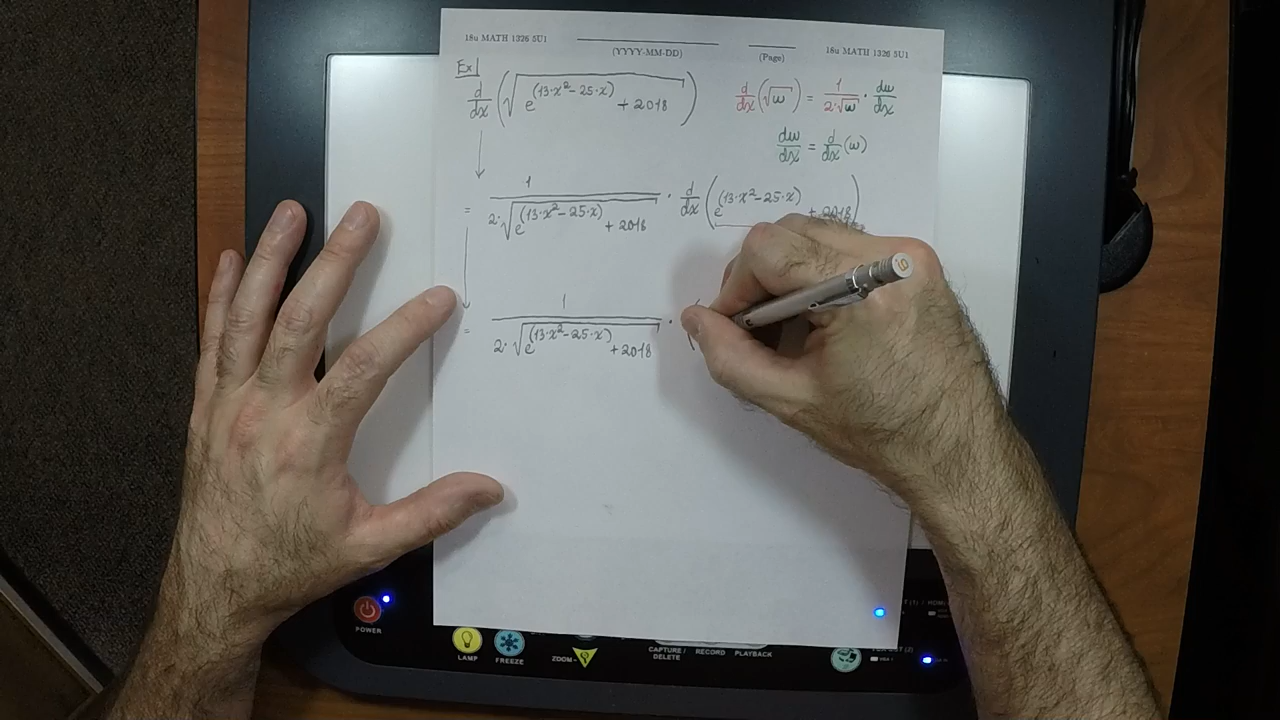 18u MATH 1326 5U1 (YYYY-MM-DD) (Page) 18u MATH 1326 5U1
Ex1
d/dx (√(e^(13·x²-25·x) + 2018)) d/dx (√w) = 1/(2·√w) · dw/dx
dw/dx = d/dx (w)
= 1/(2·√(e^(13·x²-25·x) + 2018)) · d/dx (e^(13·x²-25·x) + 2018)
= 1/(2·√(e^(13·x²-25·x) + 2018)) · (
POWER
LAMP
FREEZE
ZOOM
CAPTURE / DELETE
RECORD
PLAYBACK